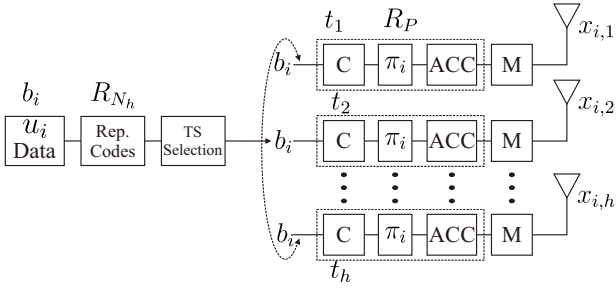 t_1 R_P
b_i C π_i ACC M x_{i,1}
b_i R_{N_h}
t_2
u_i Data Rep. Codes TS Selection b_i C π_i ACC M x_{i,2}
b_i C π_i ACC M x_{i,h}
t_h